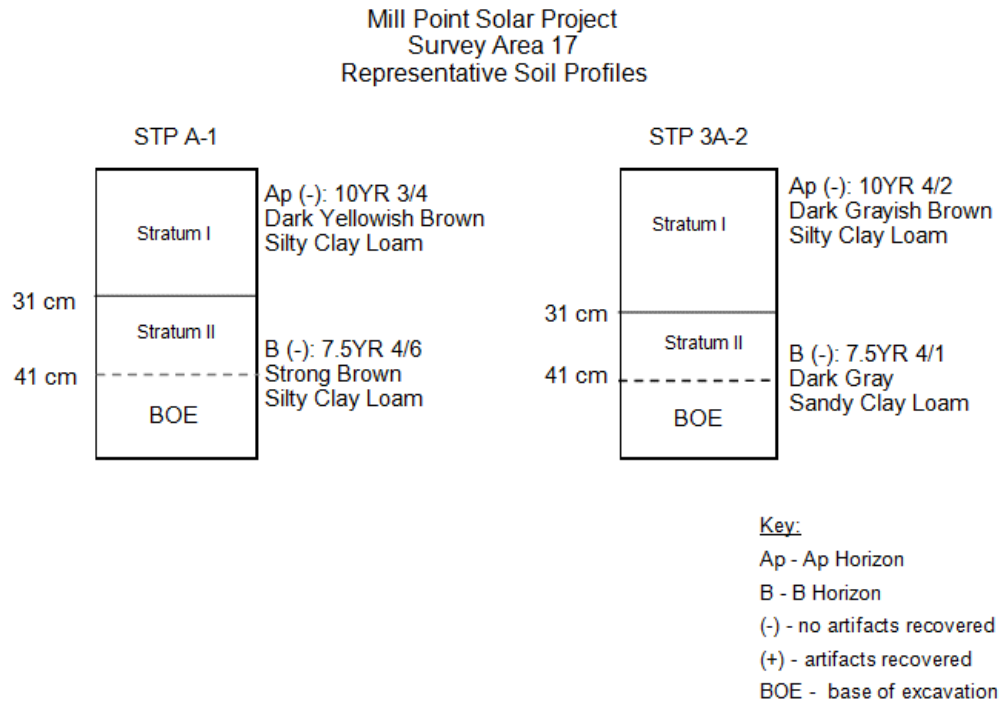 Mill Point Solar Project
Survey Area 17
Representative Soil Profiles
STP A-1
Stratum I
Ap (-): 10YR 3/4
Dark Yellowish Brown
Silty Clay Loam
31 cm
Stratum II
B (-): 7.5YR 4/6
Strong Brown
Silty Clay Loam
41 cm
BOE
STP 3A-2
Stratum I
Ap (-): 10YR 4/2
Dark Grayish Brown
Silty Clay Loam
31 cm
Stratum II
B (-): 7.5YR 4/1
Dark Gray
Sandy Clay Loam
41 cm
BOE
Key:
Ap - Ap Horizon
B - B Horizon
(-) - no artifacts recovered
(+) - artifacts recovered
BOE - base of excavation